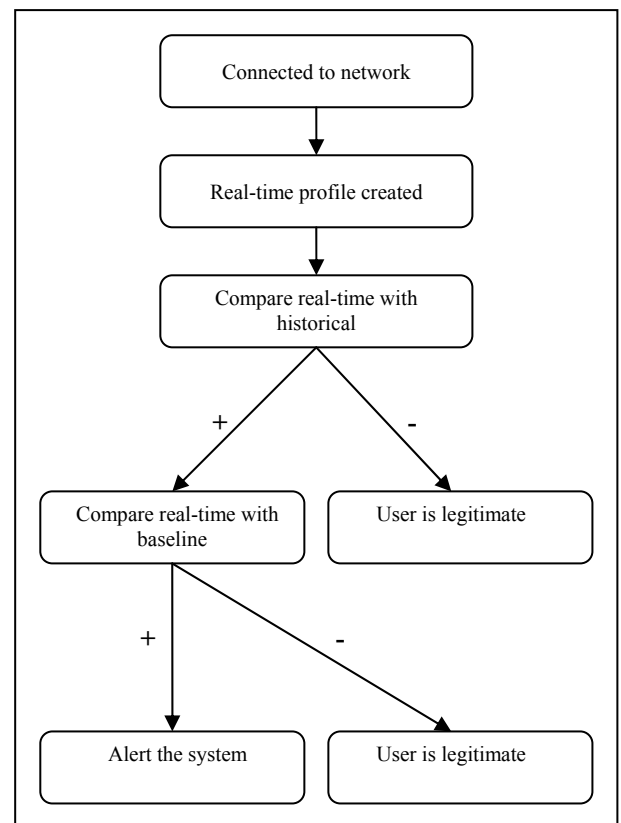 Connected to network
Real-time profile created
Compare real-time with
historical
+
-
Compare real-time with
baseline
User is legitimate
+
-
Alert the system
User is legitimate